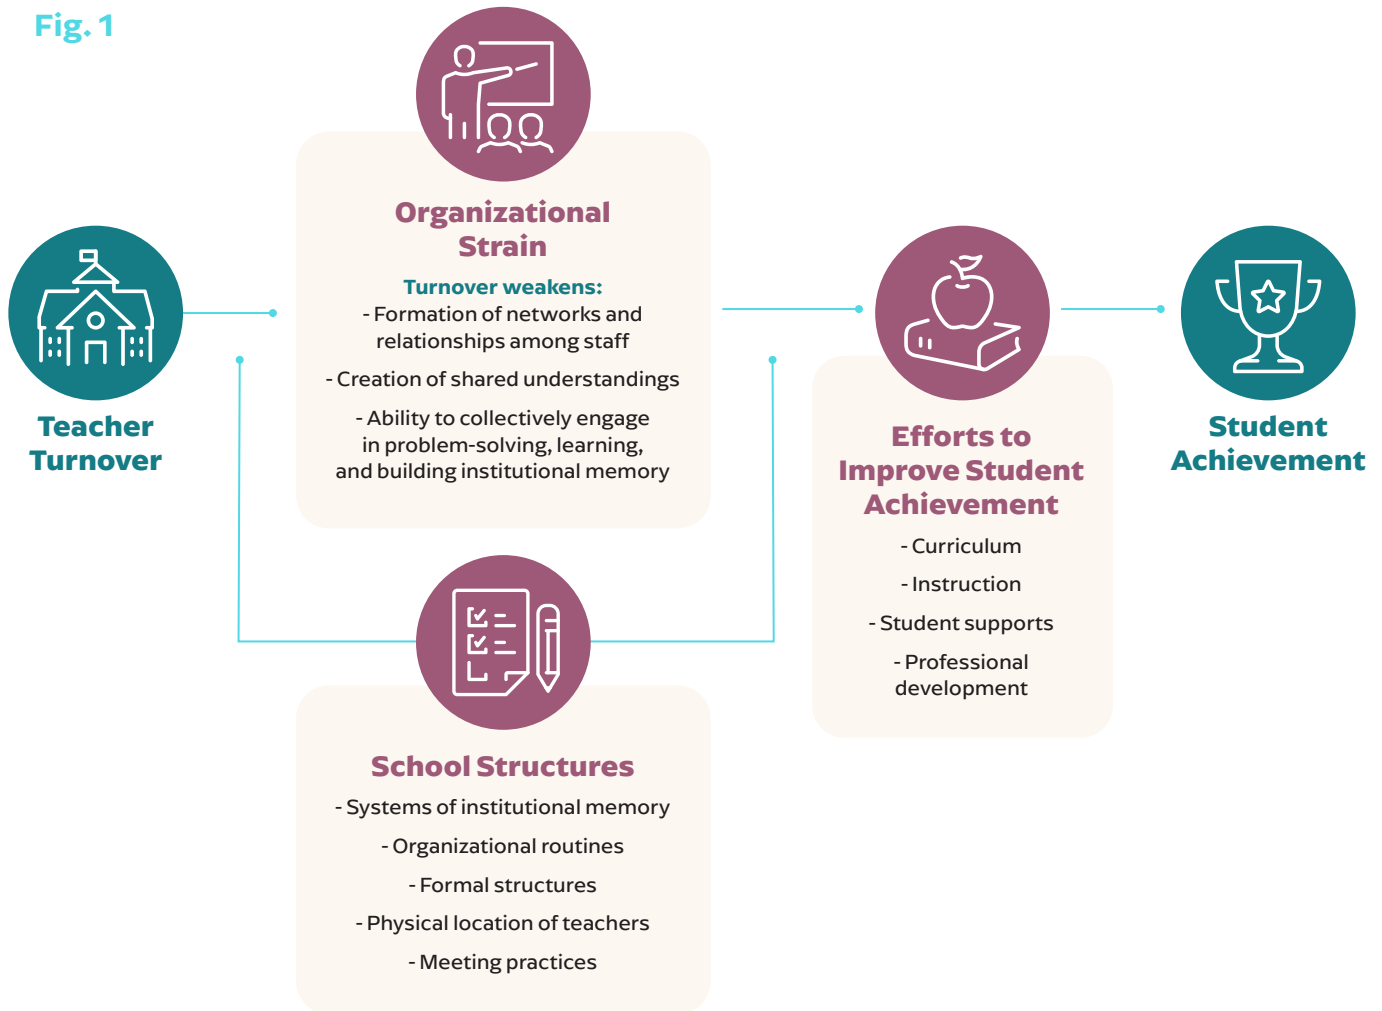 Fig. 1
Teacher
Turnover
Organizational
Strain
Turnover weakens:
- Formation of networks and
relationships among staff
- Creation of shared understandings
- Ability to collectively engage
in problem-solving, learning,
and building institutional memory
School Structures
- Systems of institutional memory
- Organizational routines
- Formal structures
- Physical location of teachers
- Meeting practices
Efforts to
Improve Student
Achievement
- Curriculum
- Instruction
- Student supports
- Professional
development
Student
Achievement